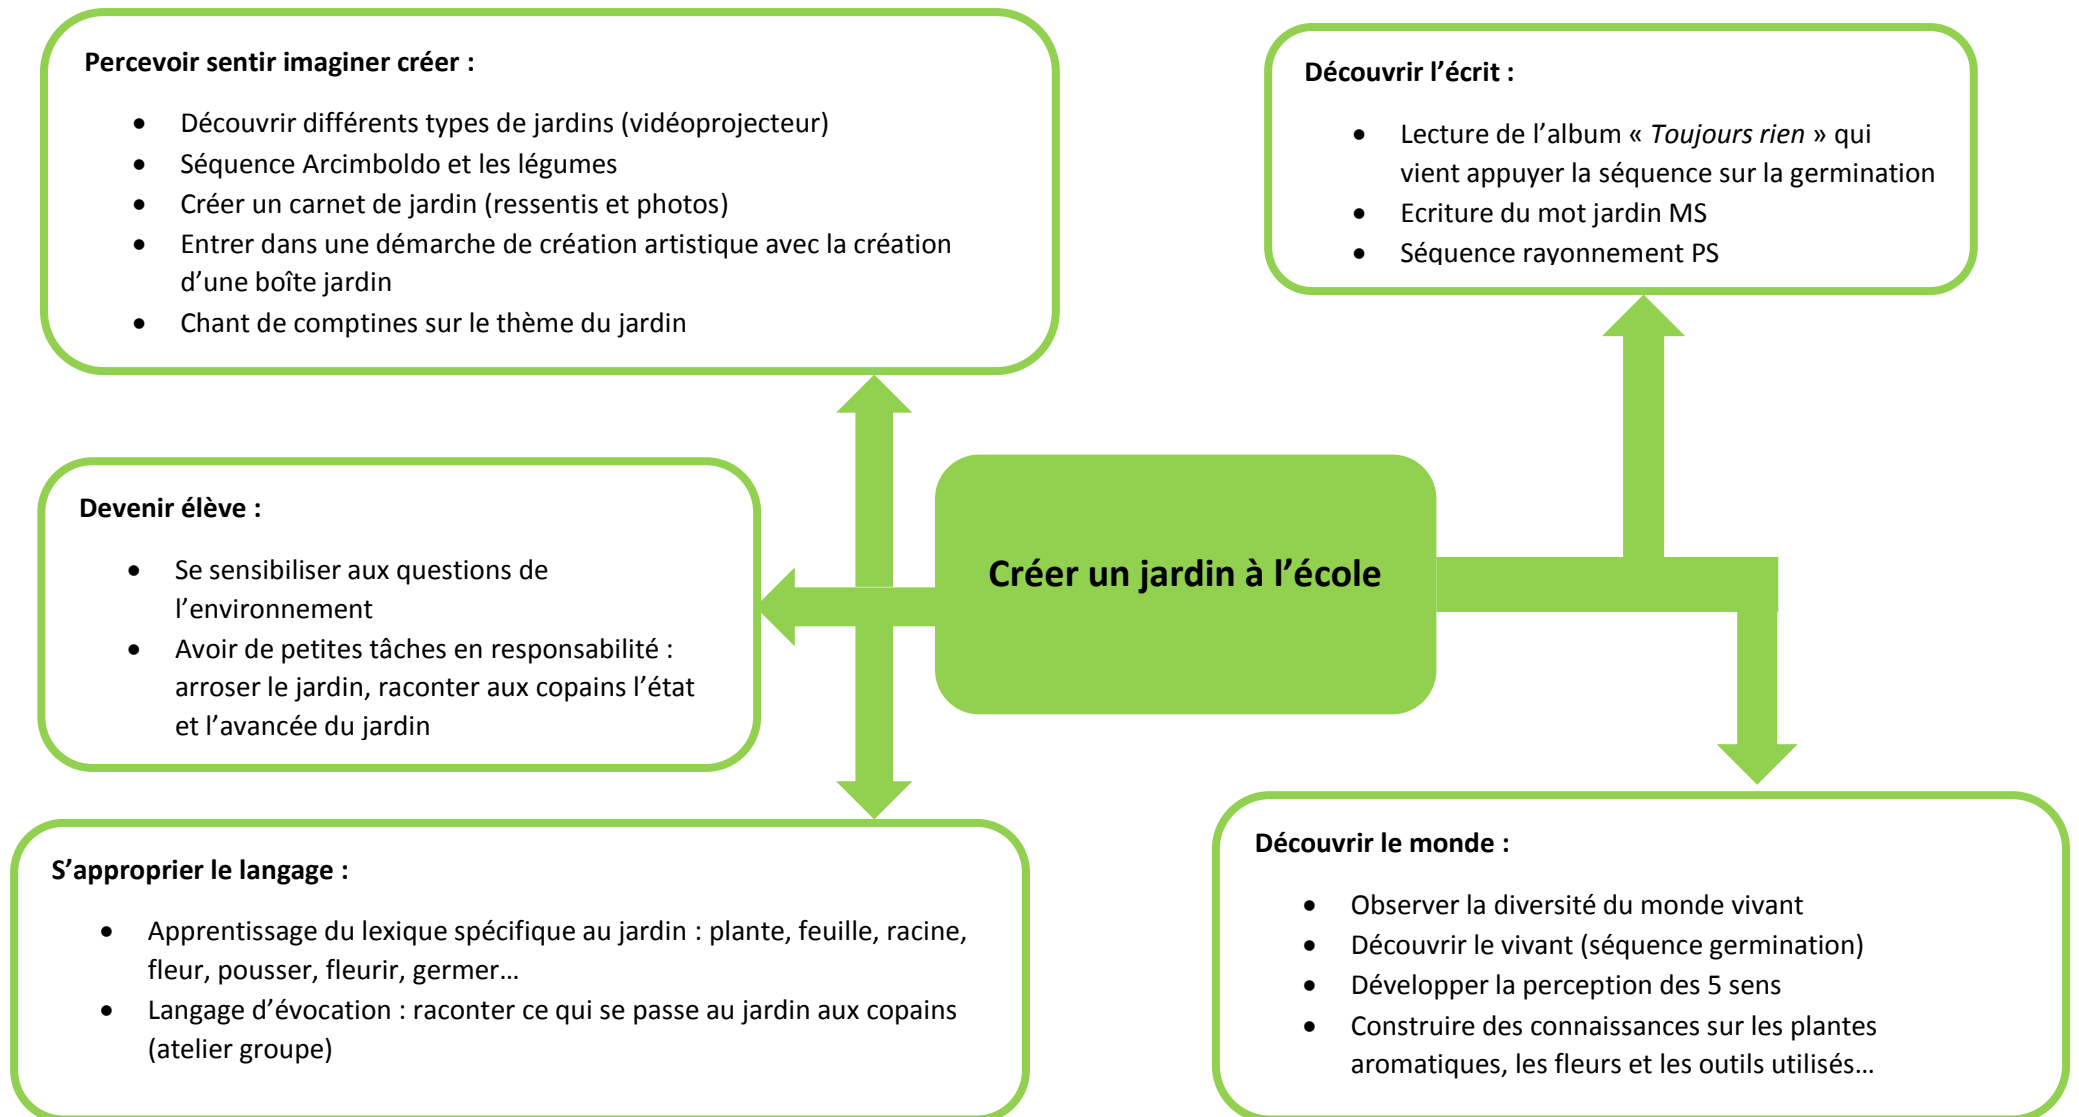 Percevoir sentir imaginer créer :
• Découvrir différents types de jardins (vidéoprojecteur)
• Séquence Arcimboldo et les légumes
• Créer un carnet de jardin (ressentis et photos)
• Entrer dans une démarche de création artistique avec la création
d’une boîte jardin
• Chant de comptines sur le thème du jardin
Découvrir l’écrit :
• Lecture de l’album « Toujours rien » qui
vient appuyer la séquence sur la germination
• Ecriture du mot jardin MS
• Séquence rayonnement PS
Devenir élève :
• Se sensibiliser aux questions de
l’environnement
• Avoir de petites tâches en responsabilité :
arroser le jardin, raconter aux copains l’état
et l’avancée du jardin
Créer un jardin à l’école
S’approprier le langage :
• Apprentissage du lexique spécifique au jardin : plante, feuille, racine,
fleur, pousser, fleurir, germer…
• Langage d’évocation : raconter ce qui se passe au jardin aux copains
(atelier groupe)
Découvrir le monde :
• Observer la diversité du monde vivant
• Découvrir le vivant (séquence germination)
• Développer la perception des 5 sens
• Construire des connaissances sur les plantes
aromatiques, les fleurs et les outils utilisés…